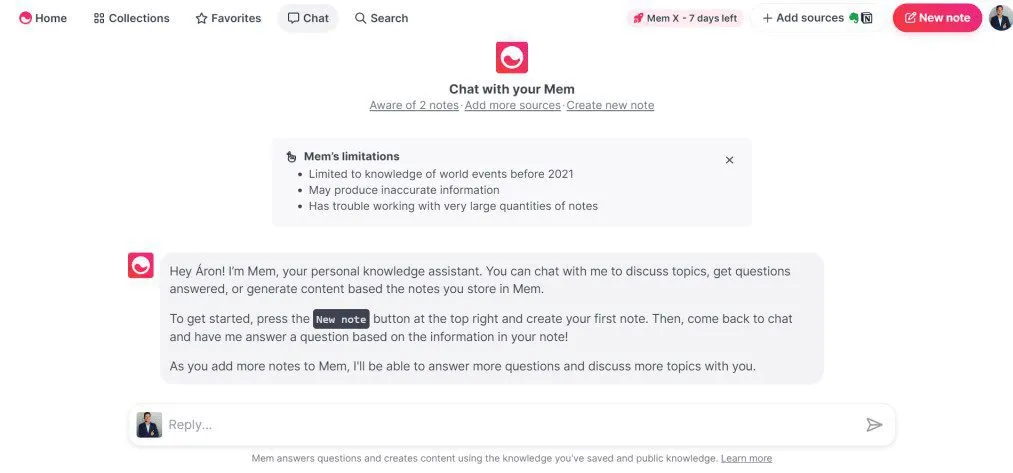 Home Collections Favorites Chat Search Mem X - 7 days left Add sources New note
Chat with your Mem
Aware of 2 notes · Add more sources · Create new note
Mem's limitations
• Limited to knowledge of world events before 2021
• May produce inaccurate information
• Has trouble working with very large quantities of notes
Hey Áron! I'm Mem, your personal knowledge assistant. You can chat with me to discuss topics, get questions
answered, or generate content based the notes you store in Mem.
To get started, press the New note button at the top right and create your first note. Then, come back to chat
and have me answer a question based on the information in your note!
As you add more notes to Mem, I'll be able to answer more questions and discuss more topics with you.
Reply...
Mem answers questions and creates content using the knowledge you've saved and public knowledge. Learn more